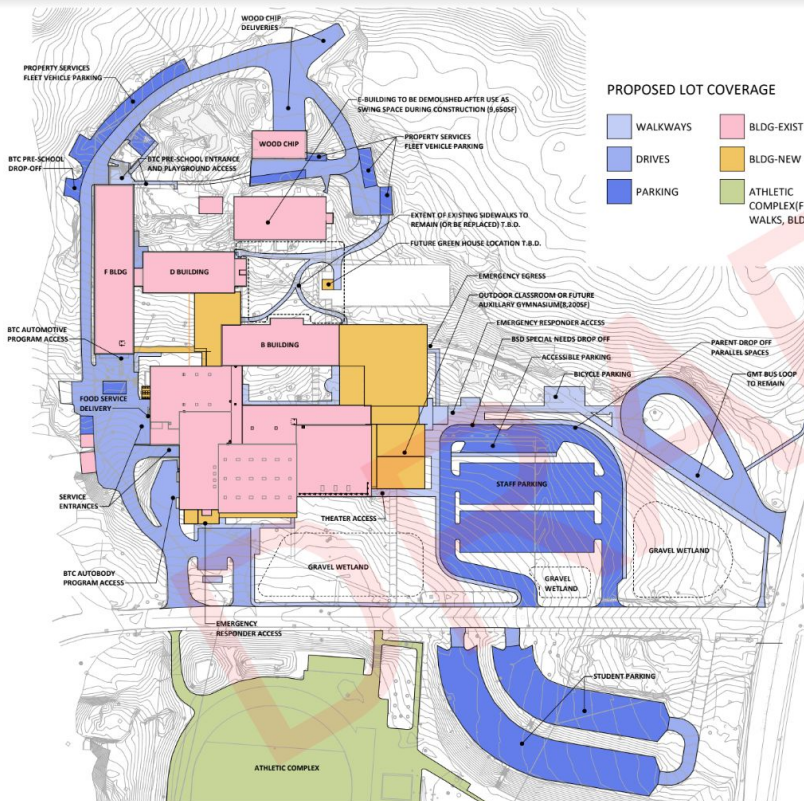 WOOD CHIP
DELIVERIES
PROPERTY SERVICES
FLEET VEHICLE PARKING
E-BUILDING TO BE DEMOLISHED AFTER USE AS
SWING SPACE DURING CONSTRUCTION (9,650SF)
PROPOSED LOT COVERAGE
WALKWAYS
BLDG-EXIST
DRIVES
BLDG-NEW
PARKING
ATHLETIC
COMPLEX(F
WALKS, BLD
WOOD CHIP
PROPERTY SERVICES
FLEET VEHICLE PARKING
BTC PRE-SCHOOL
DROP-OFF
BTC PRE-SCHOOL ENTRANCE
AND PLAYGROUND ACCESS
EXTENT OF EXISTING SIDEWALKS TO
REMAIN (OR BE REPLACED) T.B.D.
FUTURE GREEN HOUSE LOCATION T.B.D.
F BLDG
D BUILDING
EMERGENCY EGRESS
OUTDOOR CLASSROOM OR FUTURE
AUXILLARY GYMNASIUM(8,200SF)
EMERGENCY RESPONDER ACCESS
BSD SPECIAL NEEDS DROP OFF
ACCESSIBLE PARKING
BICYCLE PARKING
PARENT DROP OFF
PARALLEL SPACES
GMT BUS LOOP
TO REMAIN
BTC AUTOMOTIVE
PROGRAM ACCESS
B BUILDING
FOOD SERVICE
DELIVERY
STAFF PARKING
SERVICE
ENTRANCES
THEATER ACCESS
GRAVEL WETLAND
GRAVEL WETLAND
GRAVEL
WETLAND
BTC AUTOBODY
PROGRAM ACCESS
EMERGENCY
RESPONDER ACCESS
STUDENT PARKING
ATHLETIC COMPLEX
DRA